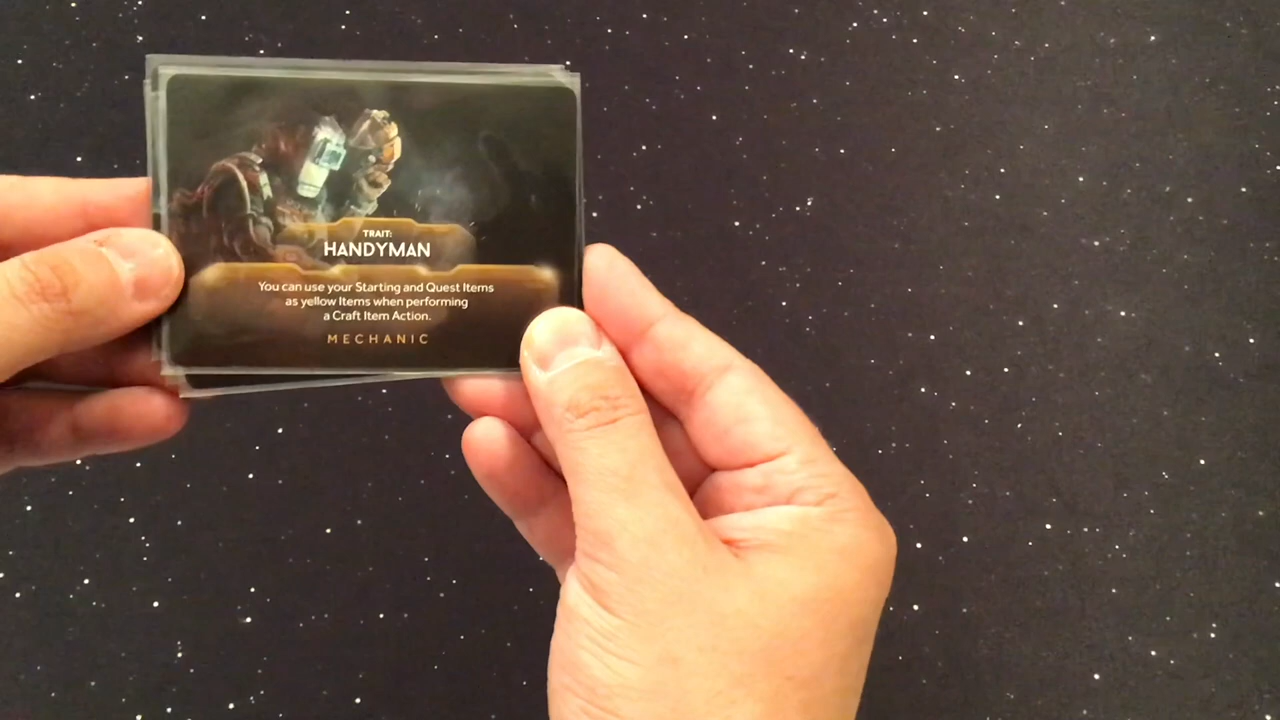 TRAIT:
HANDYMAN
You can use your Starting and Quest Items
as yellow Items when performing
a Craft Item Action.
MECHANIC